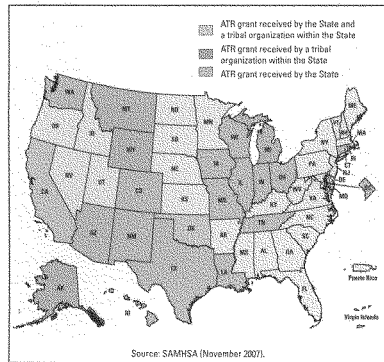 ATR grant received by the State and
a tribal organization within the State
ATR grant received by a tribal
organization within the State
ATR grant received by the State
WA
MT
ND
MN
ME
OR
ID
SD
WI
MI
NY
MA
WY
RI
CT
NJ
DE
MD
NE
IA
PA
NV
UT
CO
IL
IN
OH
WV
VA
CA
KS
MO
KY
NC
AZ
NM
OK
AR
TN
SC
MS
AL
GA
TX
LA
FL
AK
HI
Puerto Rico
Virgin Islands
Source: SAMHSA (November 2007).